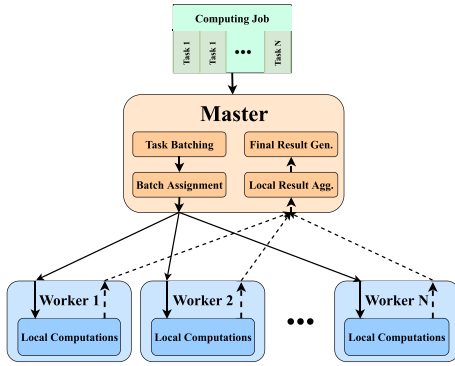 Computing Job
Task 1
Task 1
•••
Task N
Master
Task Batching
Final Result Gen.
Batch Assignment
Local Result Agg.
Worker 1
Worker 2
Worker N
•••
Local Computations
Local Computations
Local Computations